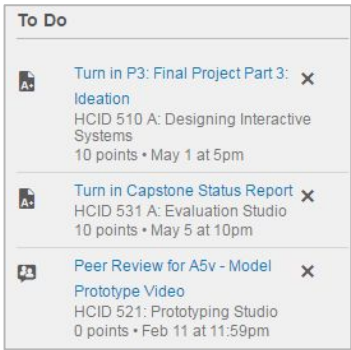 To Do
Turn in P3: Final Project Part 3:
Ideation
HCID 510 A: Designing Interactive
Systems
10 points • May 1 at 5pm
Turn in Capstone Status Report
HCID 531 A: Evaluation Studio
10 points • May 5 at 10pm
Peer Review for A5v - Model
Prototype Video
HCID 521: Prototyping Studio
0 points • Feb 11 at 11:59pm